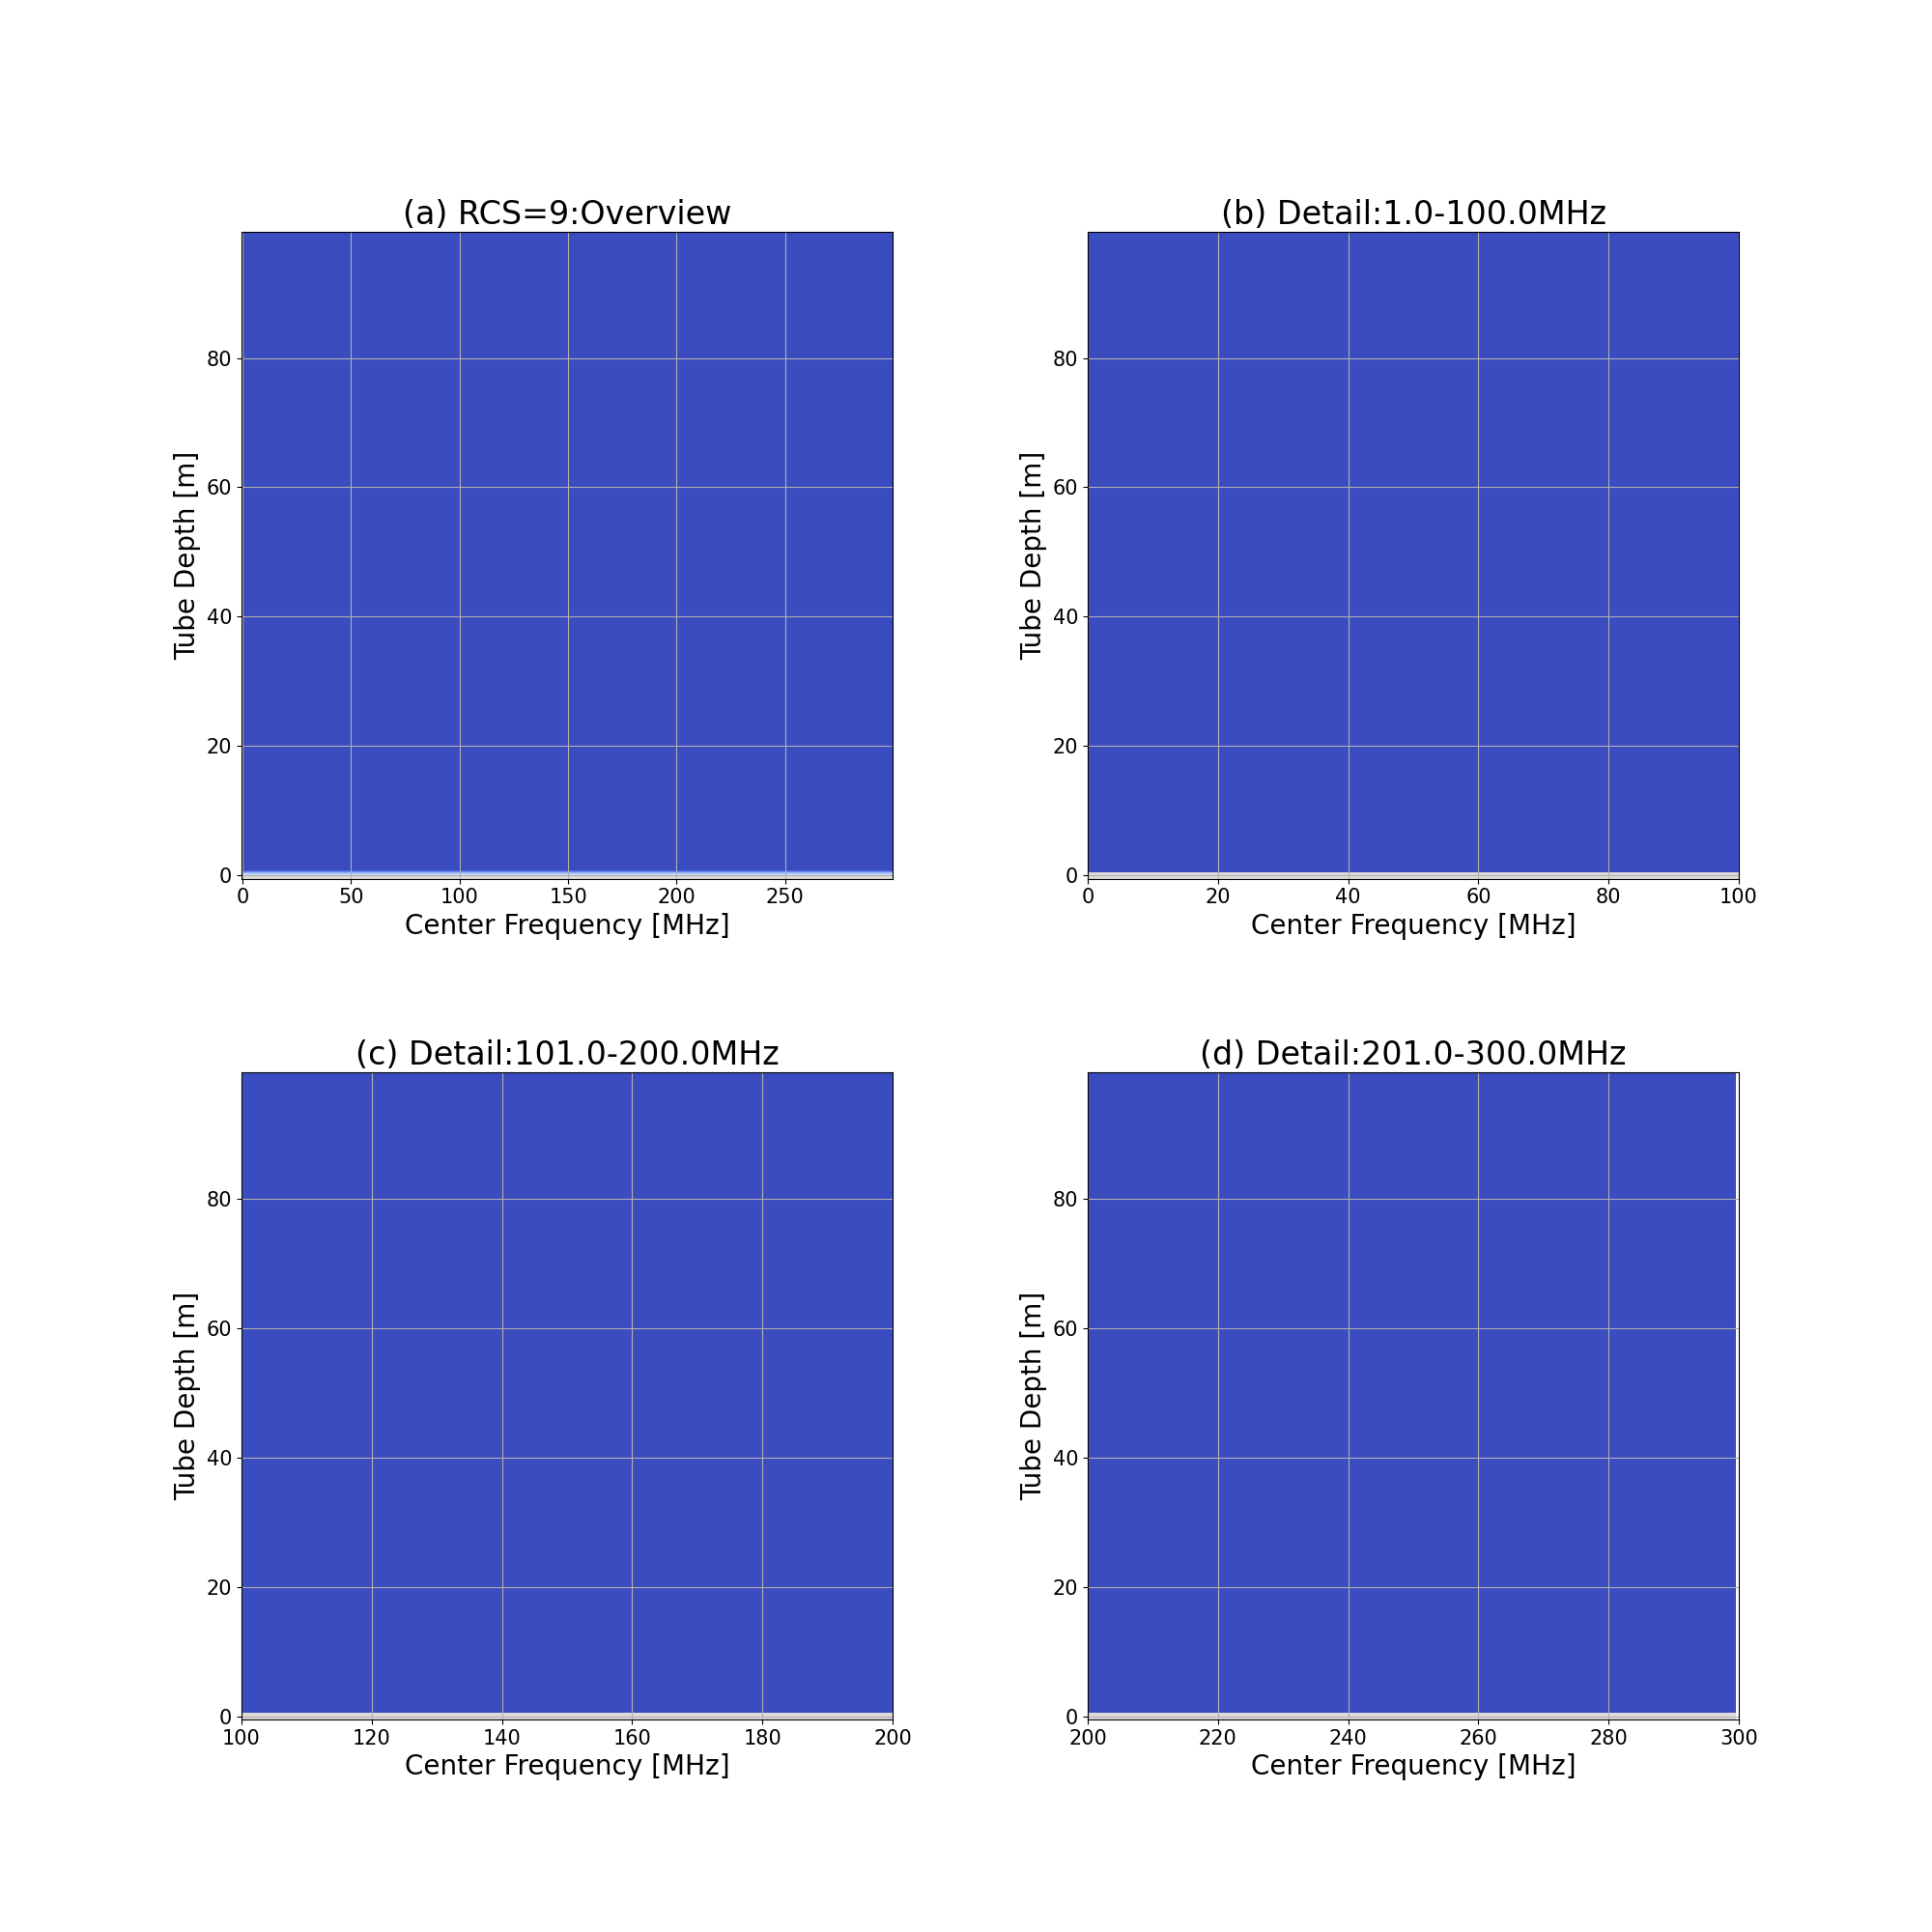 (a) RCS=9:Overview
Tube Depth [m]
80
60
40
20
0
0 50 100 150 200 250
Center Frequency [MHz]
(b) Detail:1.0-100.0MHz
Tube Depth [m]
80
60
40
20
0
0 20 40 60 80 100
Center Frequency [MHz]
(c) Detail:101.0-200.0MHz
Tube Depth [m]
80
60
40
20
0
100 120 140 160 180 200
Center Frequency [MHz]
(d) Detail:201.0-300.0MHz
Tube Depth [m]
80
60
40
20
0
200 220 240 260 280 300
Center Frequency [MHz]